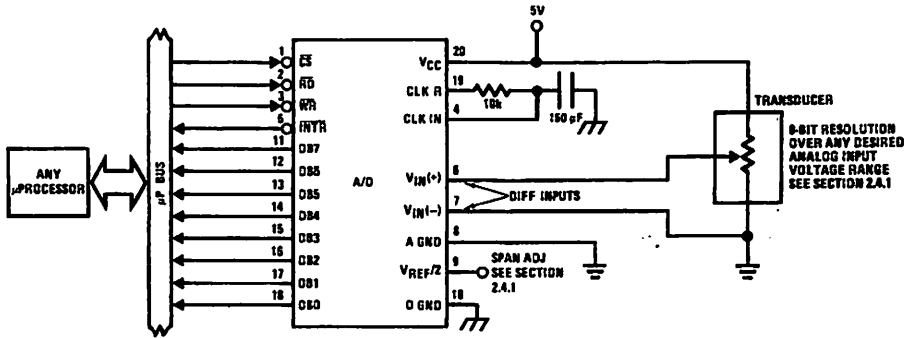 5V
1
CS
2
RD
3
WR
5
INTR
11
DB7
12
DB6
13
DB5
14
DB4
15
DB3
16
DB2
17
DB1
18
DB0
ANY
µPROCESSOR
µP BUS
A/D
20
VCC
19
CLK R
10k
4
CLK IN
150 pF
6
VIN(+)
DIFF INPUTS
7
VIN(−)
8
A GND
9
VREF/2
SPAN ADJ
SEE SECTION
2.4.1
10
D GND
TRANSDUCER
8-BIT RESOLUTION
OVER ANY DESIRED
ANALOG INPUT
VOLTAGE RANGE
SEE SECTION 2.4.1